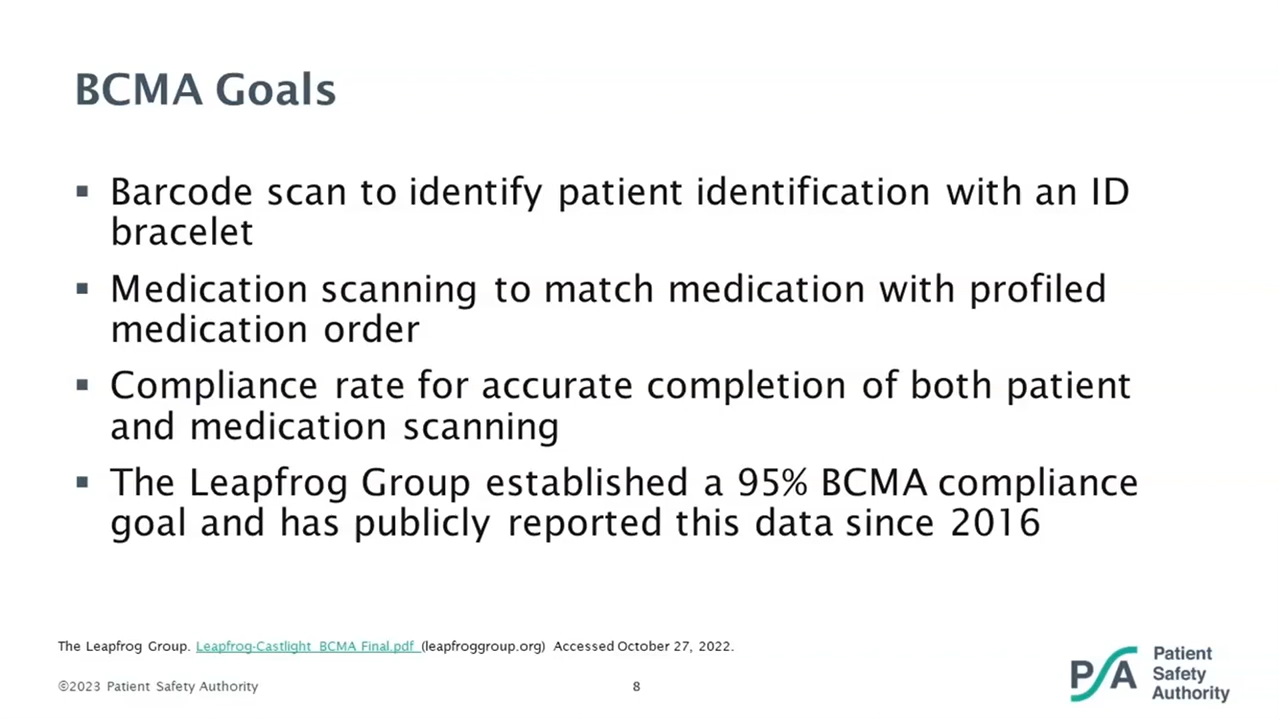 BCMA Goals
▪ Barcode scan to identify patient identification with an ID
bracelet
▪ Medication scanning to match medication with profiled
medication order
▪ Compliance rate for accurate completion of both patient
and medication scanning
▪ The Leapfrog Group established a 95% BCMA compliance
goal and has publicly reported this data since 2016
The Leapfrog Group. Leapfrog-Castlight BCMA Final.pdf (leapfroggroup.org) Accessed October 27, 2022.
©2023 Patient Safety Authority
8
PSA
Patient
Safety
Authority